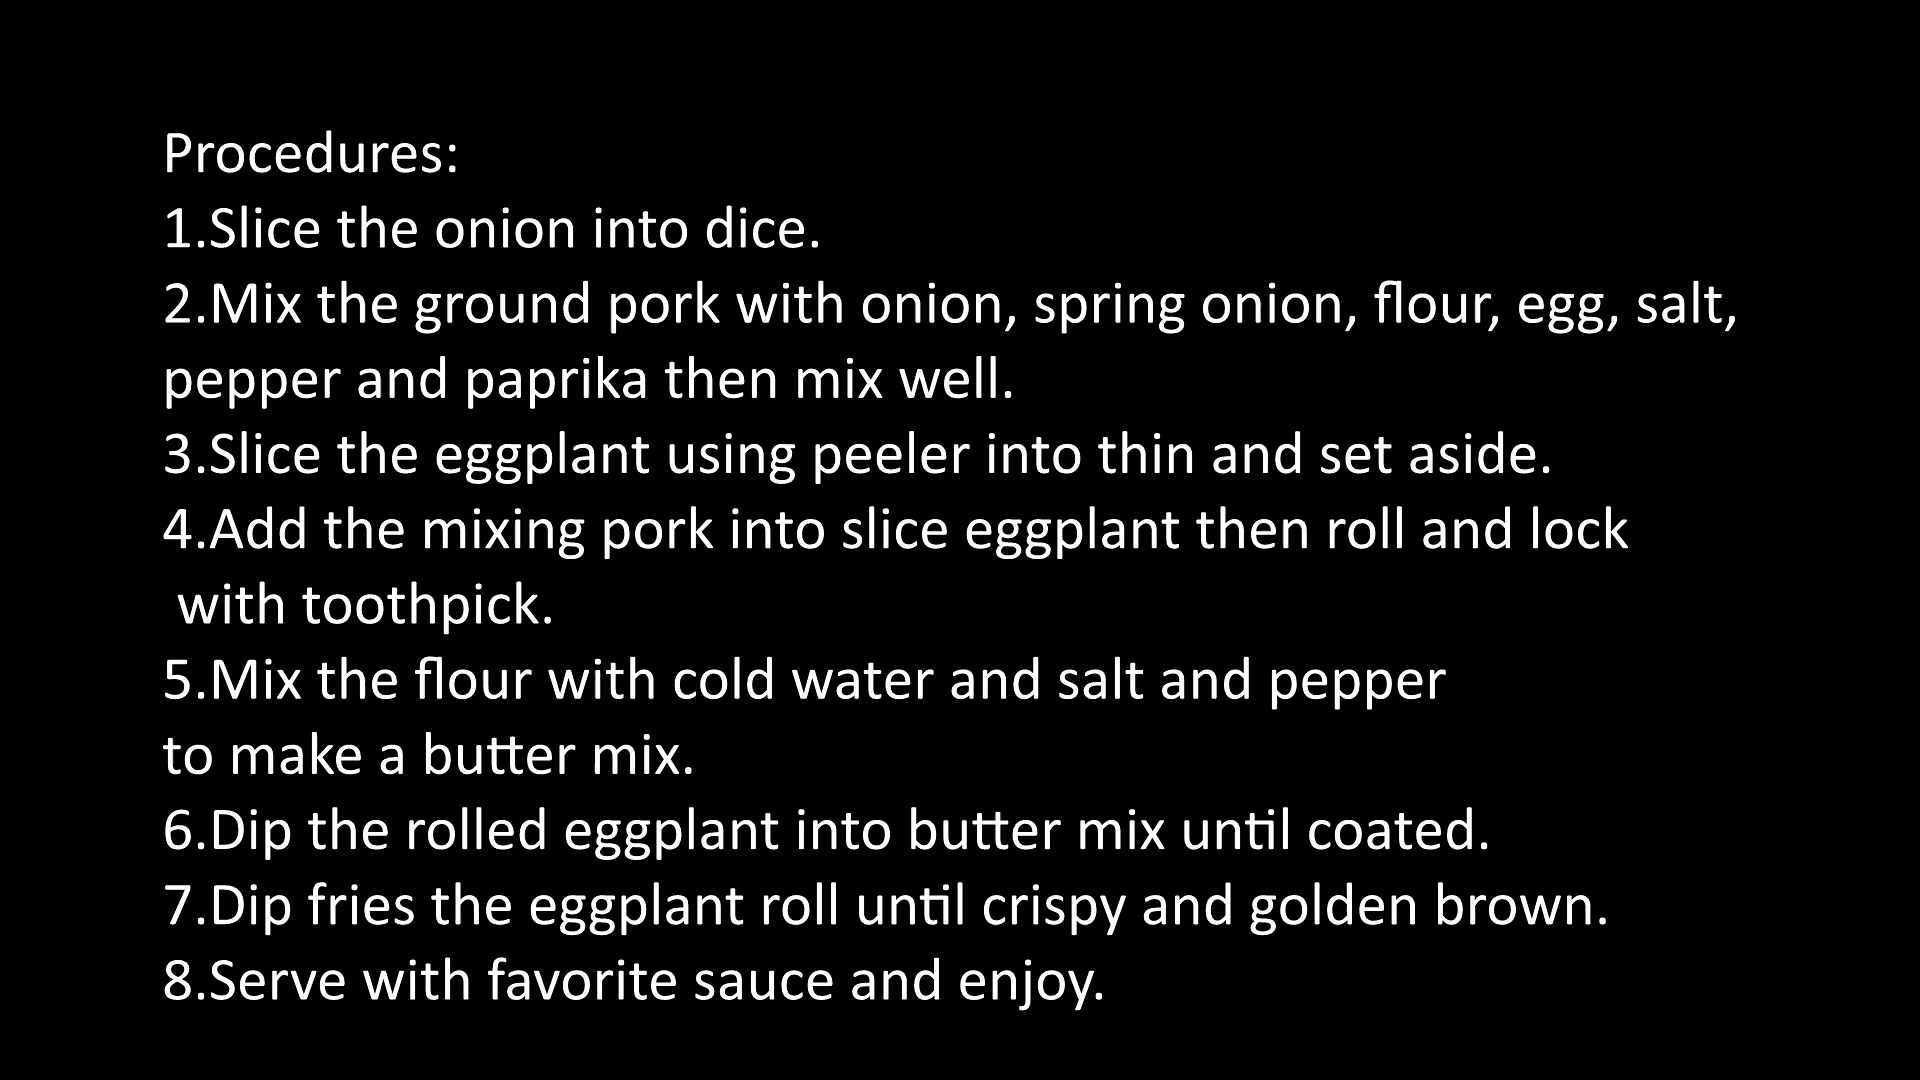 Procedures:
1.Slice the onion into dice.
2.Mix the ground pork with onion, spring onion, flour, egg, salt,
pepper and paprika then mix well.
3.Slice the eggplant using peeler into thin and set aside.
4.Add the mixing pork into slice eggplant then roll and lock
with toothpick.
5.Mix the flour with cold water and salt and pepper
to make a butter mix.
6.Dip the rolled eggplant into butter mix until coated.
7.Dip fries the eggplant roll until crispy and golden brown.
8.Serve with favorite sauce and enjoy.